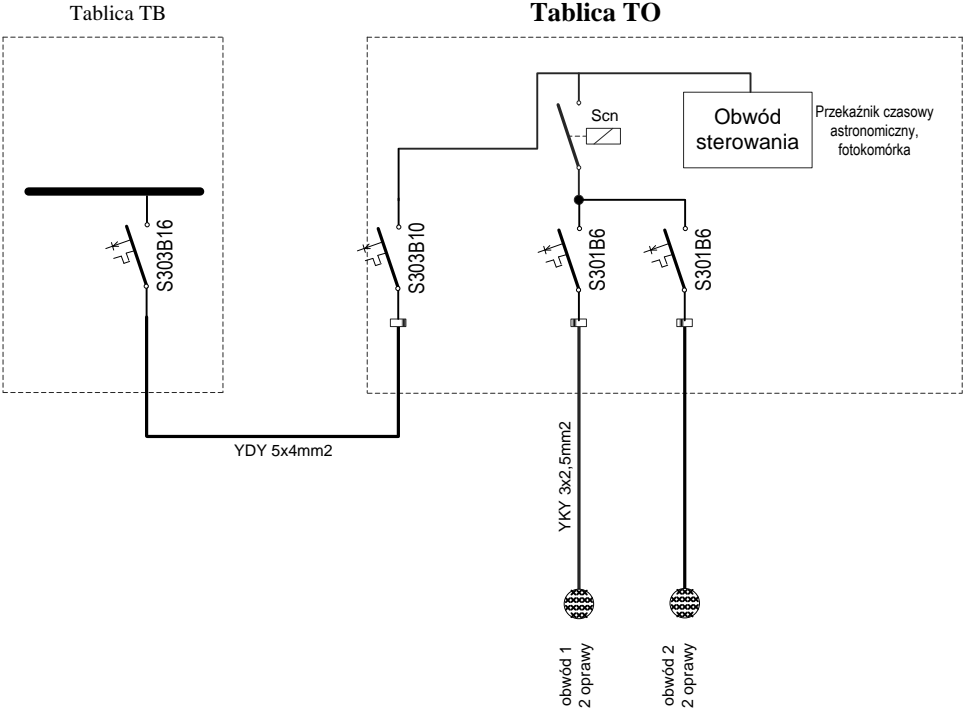 Tablica TB
Tablica TO
Scn
Obwód
sterowania
Przekaźnik czasowy
astronomiczny,
fotokomórka
S303B16
S303B10
S301B6
S301B6
YDY 5x4mm2
YKY 3x2,5mm2
obwód 1
2 oprawy
obwód 2
2 oprawy